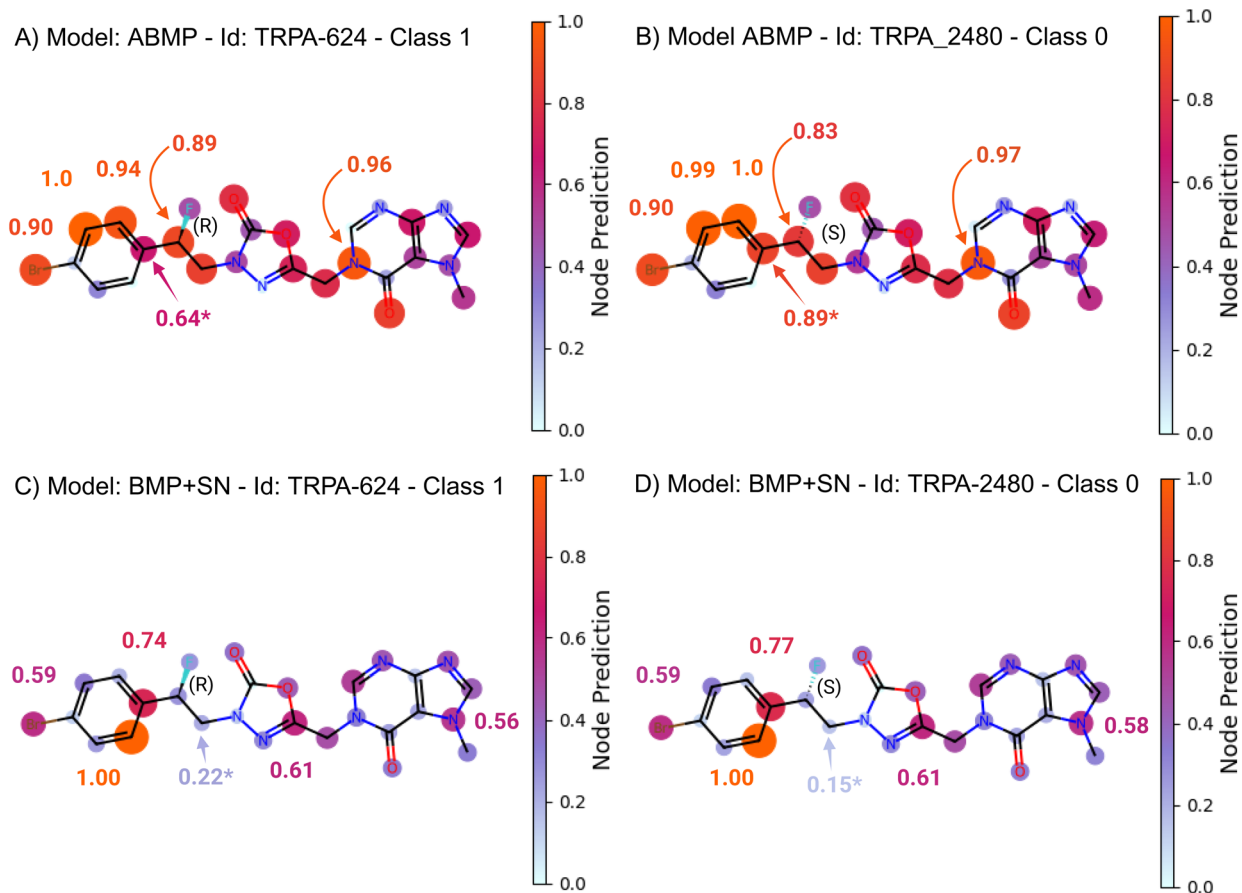 A) Model: ABMP - Id: TRPA-624 - Class 1
B) Model ABMP - Id: TRPA_2480 - Class 0
1.0
0.8
0.6
0.4
0.2
0.0
Node Prediction
0.90
1.0
0.94
0.89
0.96
0.64*
(R)
Br
F
O
N
N
O
N
O
N
N
N
1.0
0.8
0.6
0.4
0.2
0.0
Node Prediction
0.90
0.99
1.0
0.83
0.97
0.89*
(S)
Br
F
O
N
N
O
N
O
N
N
N
C) Model: BMP+SN - Id: TRPA-624 - Class 1
D) Model: BMP+SN - Id: TRPA-2480 - Class 0
1.0
0.8
0.6
0.4
0.2
0.0
Node Prediction
0.59
0.74
1.00
0.22*
0.61
0.56
(R)
Br
F
O
N
N
O
N
O
N
N
N
1.0
0.8
0.6
0.4
0.2
0.0
Node Prediction
0.59
0.77
1.00
0.15*
0.61
0.58
(S)
Br
F
O
N
N
O
N
O
N
N
N